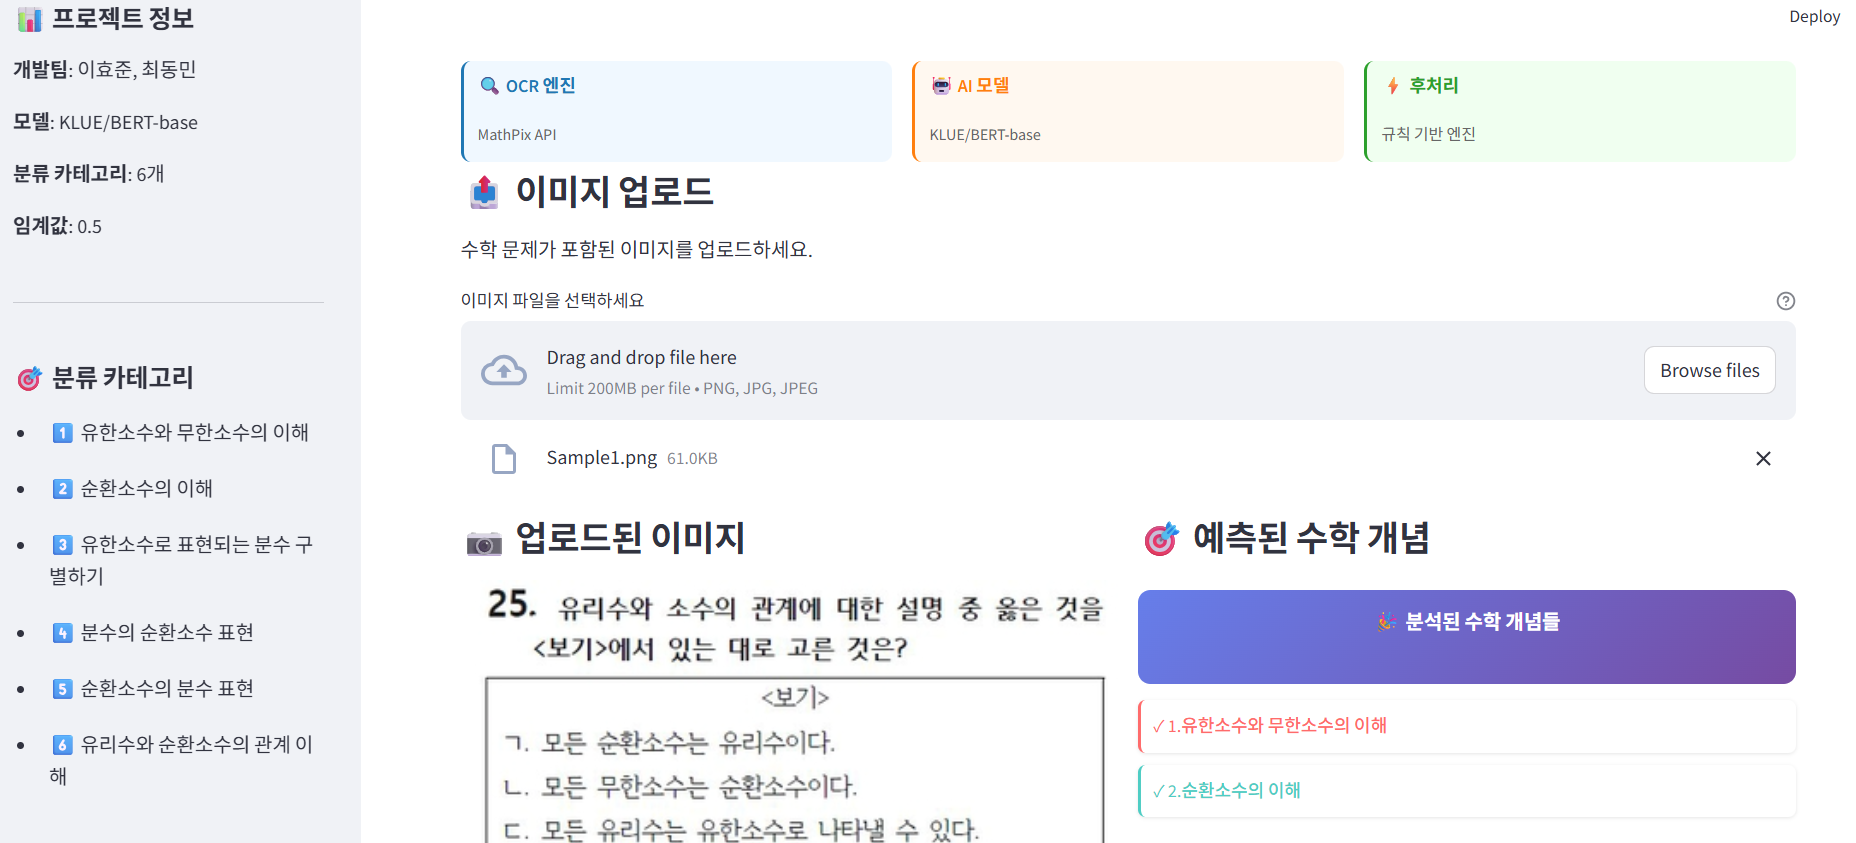 프로젝트 정보
개발팀: 이효준, 최동민
모델: KLUE/BERT-base
분류 카테고리: 6개
임계값: 0.5
분류 카테고리
1 유한소수와 무한소수의 이해
2 순환소수의 이해
3 유한소수로 표현되는 분수 구
별하기
4 분수의 순환소수 표현
5 순환소수의 분수 표현
6 유리수와 순환소수의 관계 이
해
Deploy
OCR 엔진
MathPix API
AI 모델
KLUE/BERT-base
후처리
규칙 기반 엔진
이미지 업로드
수학 문제가 포함된 이미지를 업로드하세요.
이미지 파일을 선택하세요
Drag and drop file here
Limit 200MB per file • PNG, JPG, JPEG
Browse files
Sample1.png 61.0KB
업로드된 이미지
25. 유리수와 소수의 관계에 대한 설명 중 옳은 것을
<보기>에서 있는 대로 고른 것은?
<보기>
ㄱ. 모든 순환소수는 유리수이다.
ㄴ. 모든 무한소수는 순환소수이다.
ㄷ. 모든 유리수는 유한소수로 나타낼 수 있다.
예측된 수학 개념
분석된 수학 개념들
✓ 1.유한소수와 무한소수의 이해
✓ 2.순환소수의 이해